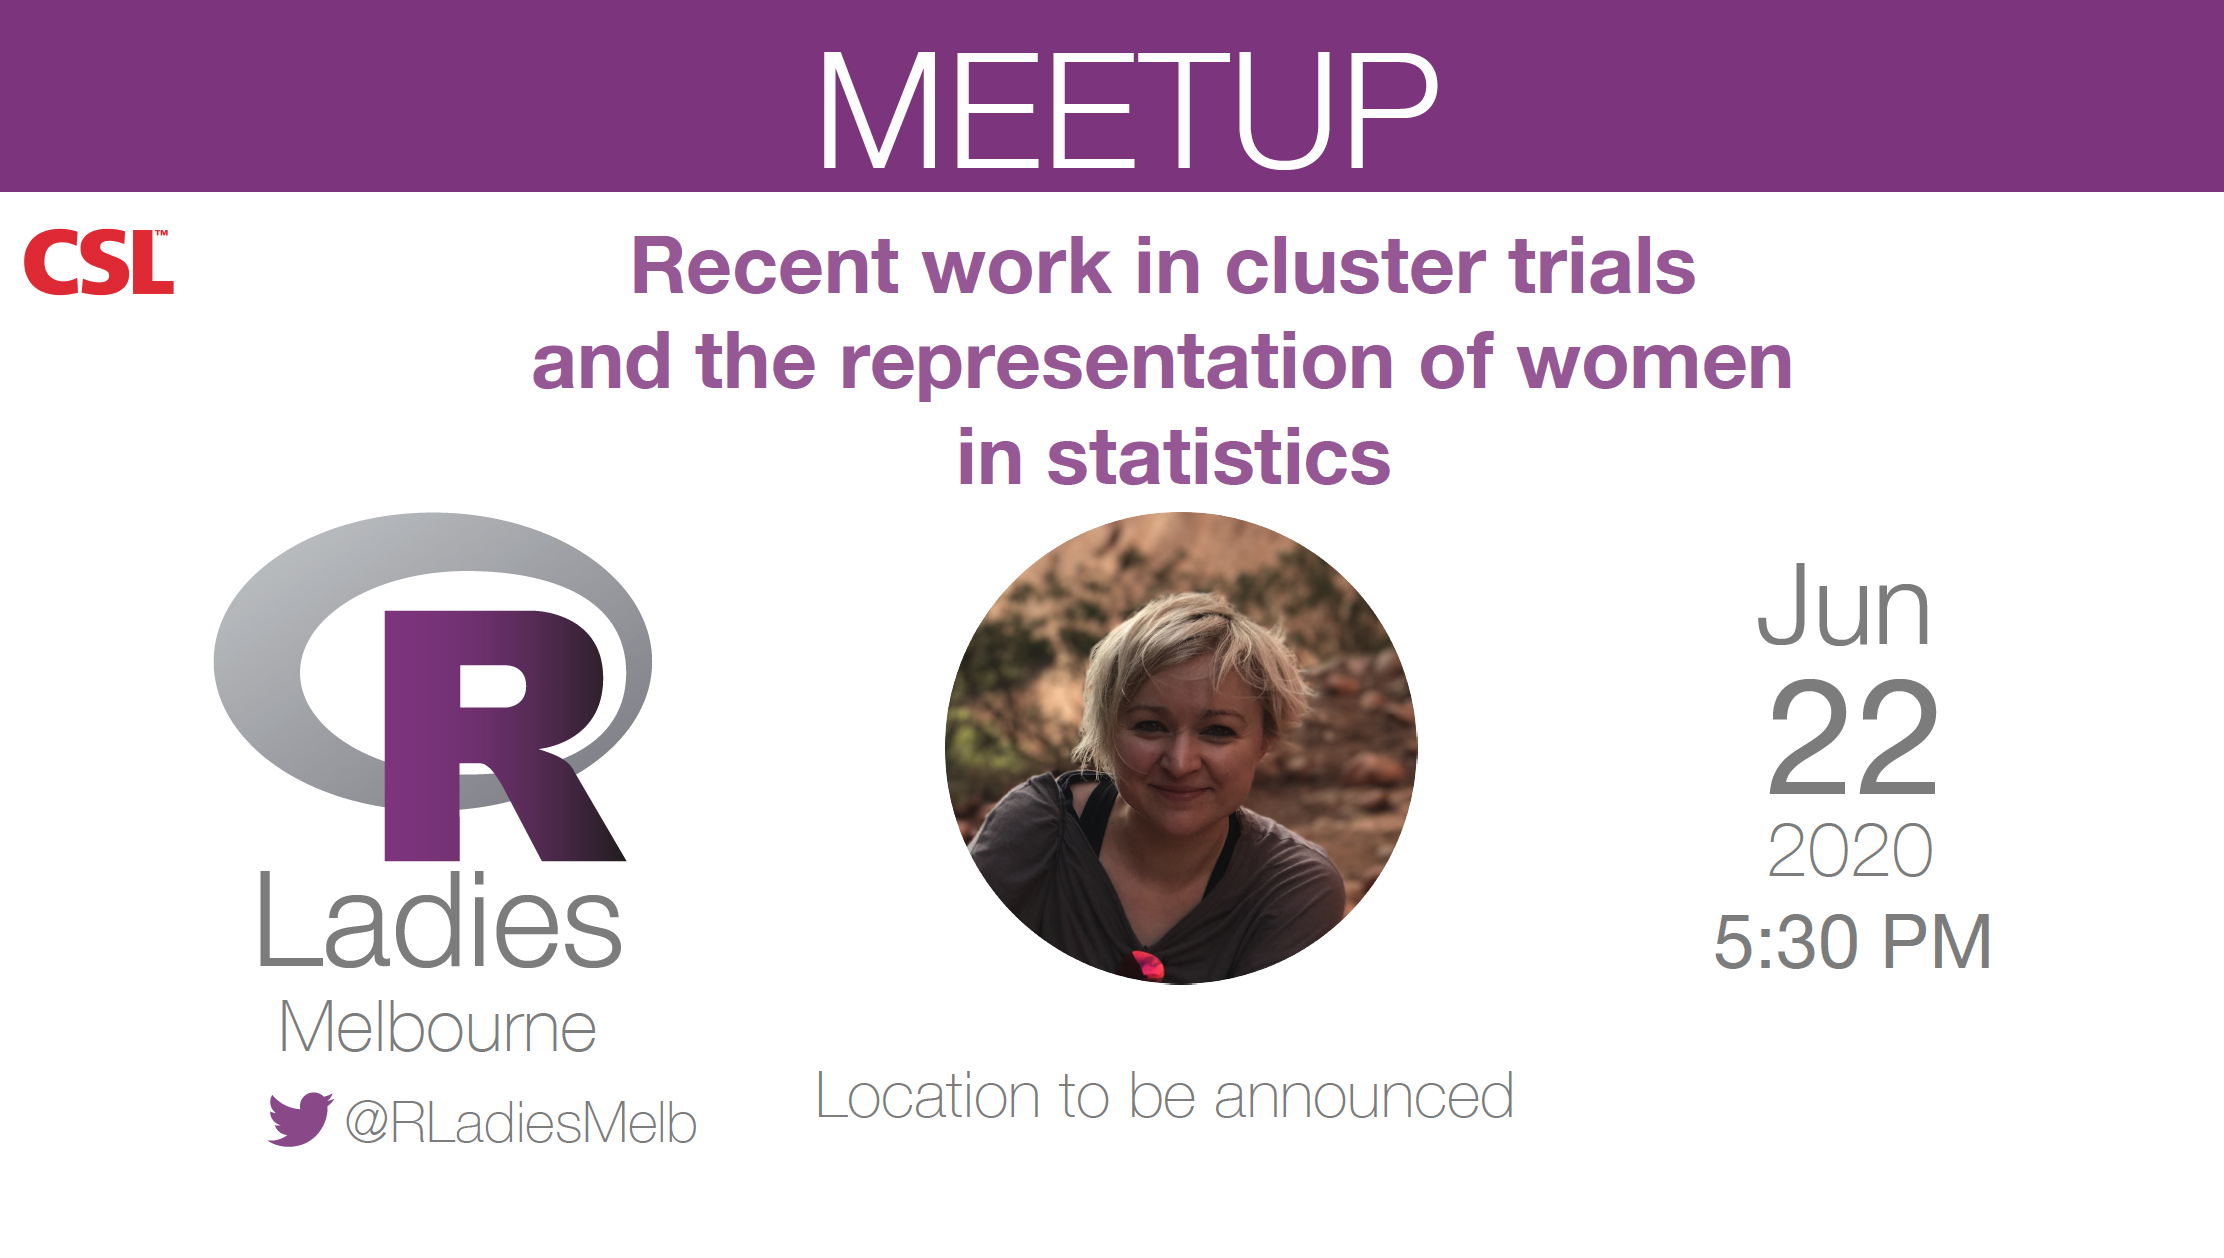 MEETUP
CSL™
Recent work in cluster trials
and the representation of women
in statistics
R
Ladies
Melbourne
@RLadiesMelb
Location to be announced
Jun
22
2020
5:30 PM